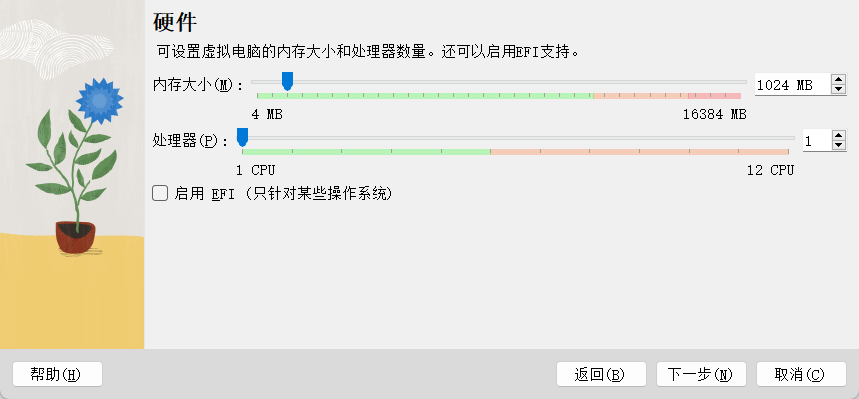 硬件
可设置虚拟电脑的内存大小和处理器数量。还可以启用EFI支持。
内存大小(M): 1024 MB
4 MB 16384 MB
处理器(P): 1
1 CPU 12 CPU
启用 EFI (只针对某些操作系统)
帮助(H) 返回(B) 下一步(N) 取消(C)